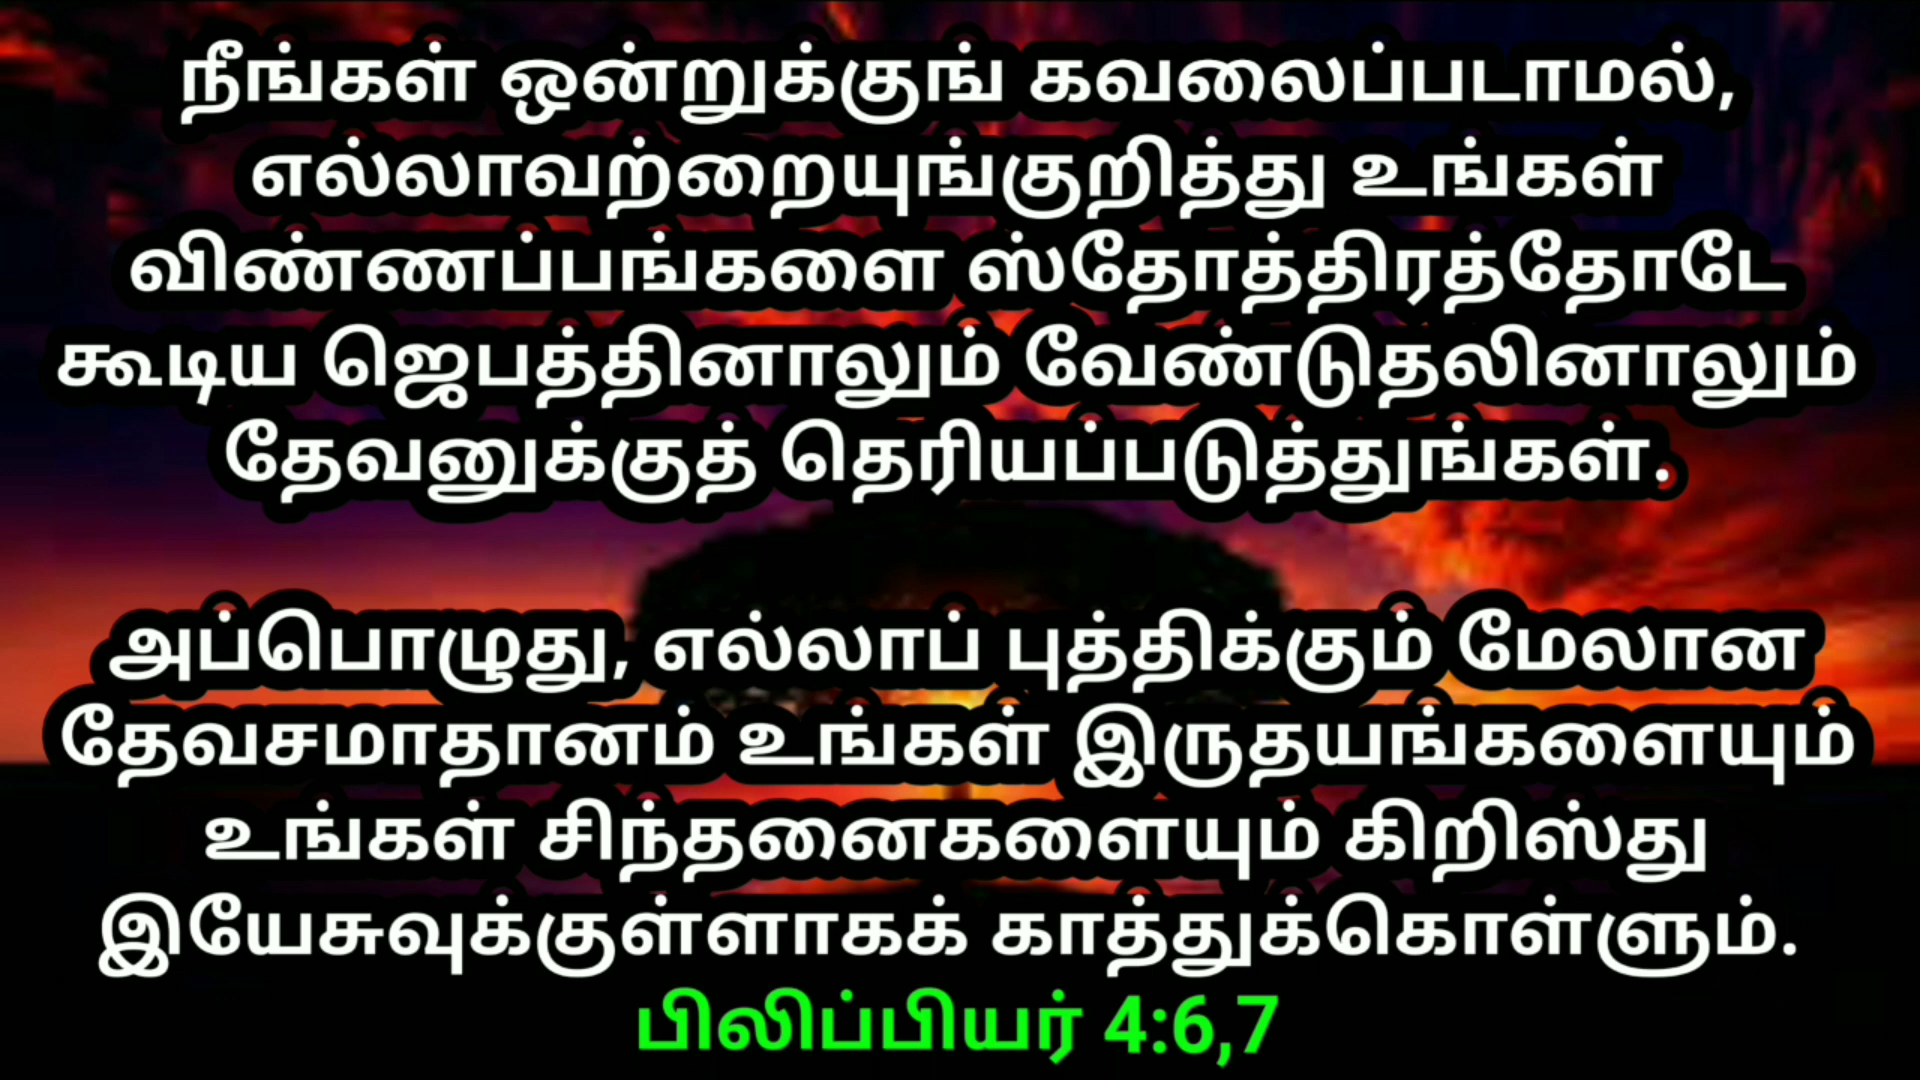 நீங்கள் ஒன்றுக்குங் கவலைப்படாமல்,
எல்லாவற்றையுங்குறித்து உங்கள்
விண்ணப்பங்களை ஸ்தோத்திரத்தோடே
கூடிய ஜெபத்தினாலும் வேண்டுதலினாலும்
தேவனுக்குத் தெரியப்படுத்துங்கள்.
அப்பொழுது, எல்லாப் புத்திக்கும் மேலான
தேவசமாதானம் உங்கள் இருதயங்களையும்
உங்கள் சிந்தனைகளையும் கிறிஸ்து
இயேசுவுக்குள்ளாகக் காத்துக்கொள்ளும்.
பிலிப்பியர் 4:6,7